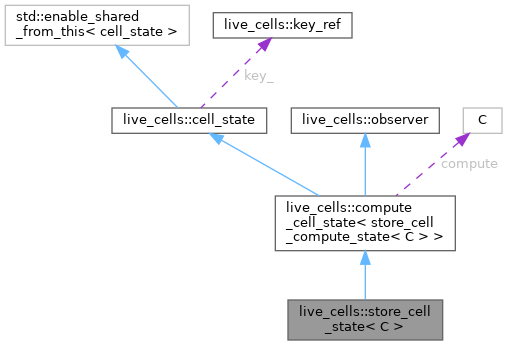 std::enable_shared
_from_this< cell_state >
live_cells::key_ref
key_
live_cells::cell_state
live_cells::observer
C
compute
live_cells::compute
_cell_state< store_cell
_compute_state< C > >
live_cells::store_cell
_state< C >